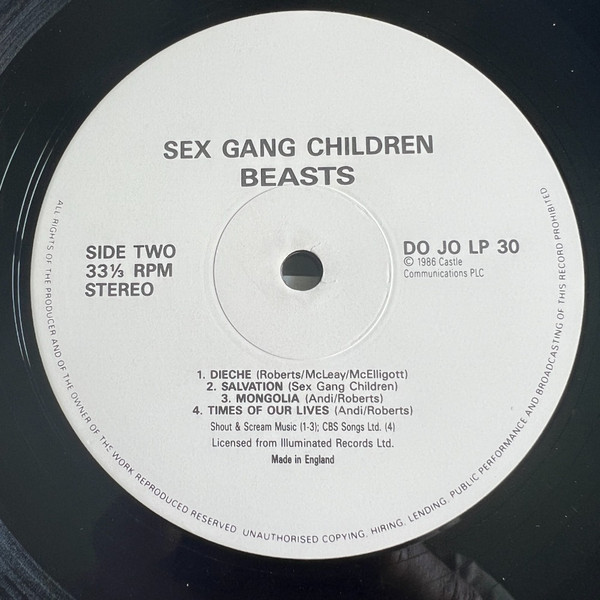 SEX GANG CHILDREN
BEASTS
SIDE TWO
33⅓ RPM
STEREO
DO JO LP 30
© 1986 Castle
Communications PLC
1. DIECHE (Roberts/McLeay/McElligott)
2. SALVATION (Sex Gang Children)
3. MONGOLIA (Andi/Roberts)
4. TIMES OF OUR LIVES (Andi/Roberts)
Shout & Scream Music (1-3); CBS Songs Ltd. (4)
Licensed from Illuminated Records Ltd.
Made in England
ALL RIGHTS OF THE PRODUCER AND OF THE OWNER OF THE WORK REPRODUCED RESERVED. UNAUTHORISED COPYING, HIRING, LENDING, PUBLIC PERFORMANCE AND BROADCASTING OF THIS RECORD PROHIBITED